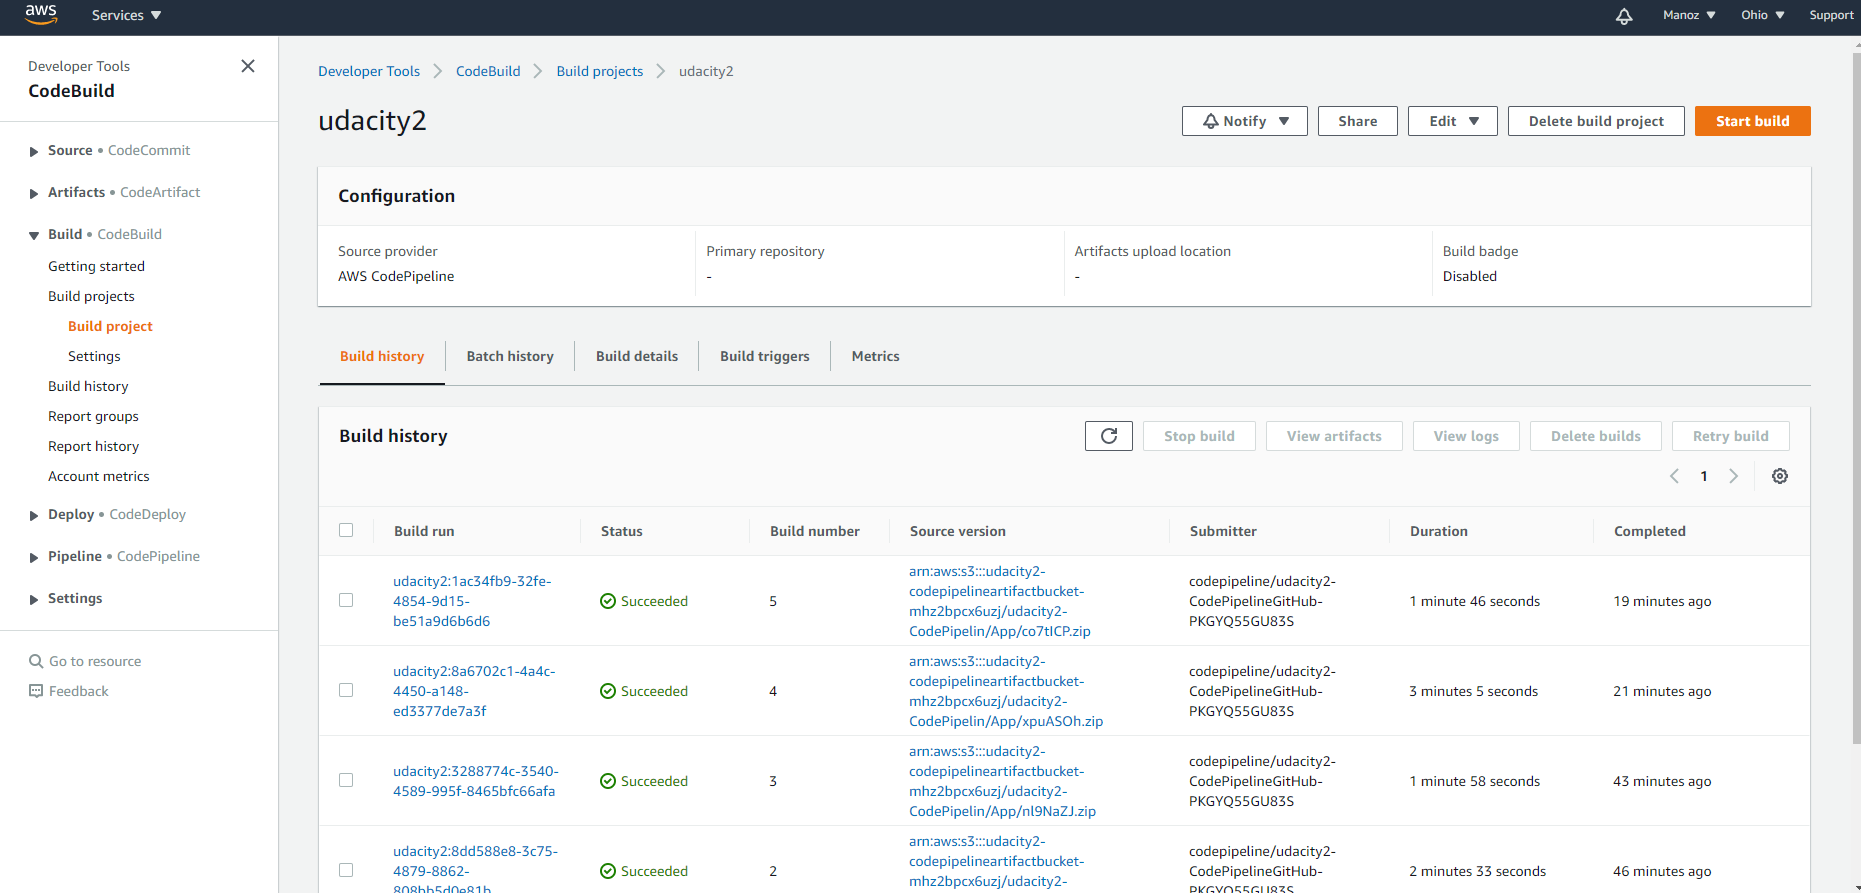 aws
Services
Manoz
Ohio
Support
Developer Tools
CodeBuild
Source • CodeCommit
Artifacts • CodeArtifact
Build • CodeBuild
Getting started
Build projects
Build project
Settings
Build history
Report groups
Report history
Account metrics
Deploy • CodeDeploy
Pipeline • CodePipeline
Settings
Go to resource
Feedback
Developer Tools CodeBuild Build projects udacity2
udacity2
Notify Share Edit Delete build project Start build
Configuration
Source provider Primary repository Artifacts upload location Build badge
AWS CodePipeline - - Disabled
Build history Batch history Build details Build triggers Metrics
Build history
Stop build View artifacts View logs Delete builds Retry build
1
Build run Status Build number Source version Submitter Duration Completed
udacity2:1ac34fb9-32fe-
4854-9d15-
be51a9d6b6d6
Succeeded
5
arn:aws:s3:::udacity2-
codepipelineartifactbucket-
mhz2bpcx6uzj/udacity2-
CodePipelin/App/co7tICP.zip
codepipeline/udacity2-
CodePipelineGitHub-
PKGYQ55GU83S
1 minute 46 seconds
19 minutes ago
udacity2:8a6702c1-4a4c-
4450-a148-
ed3377de7a3f
Succeeded
4
arn:aws:s3:::udacity2-
codepipelineartifactbucket-
mhz2bpcx6uzj/udacity2-
CodePipelin/App/xpuASOh.zip
codepipeline/udacity2-
CodePipelineGitHub-
PKGYQ55GU83S
3 minutes 5 seconds
21 minutes ago
udacity2:3288774c-3540-
4589-995f-8465bfc66afa
Succeeded
3
arn:aws:s3:::udacity2-
codepipelineartifactbucket-
mhz2bpcx6uzj/udacity2-
CodePipelin/App/nl9NaZJ.zip
codepipeline/udacity2-
CodePipelineGitHub-
PKGYQ55GU83S
1 minute 58 seconds
43 minutes ago
udacity2:8dd588e8-3c75-
4879-8862-
808bb5d0e81b
Succeeded
2
arn:aws:s3:::udacity2-
codepipelineartifactbucket-
mhz2bpcx6uzj/udacity2-
codepipeline/udacity2-
CodePipelineGitHub-
PKGYQ55GU83S
2 minutes 33 seconds
46 minutes ago